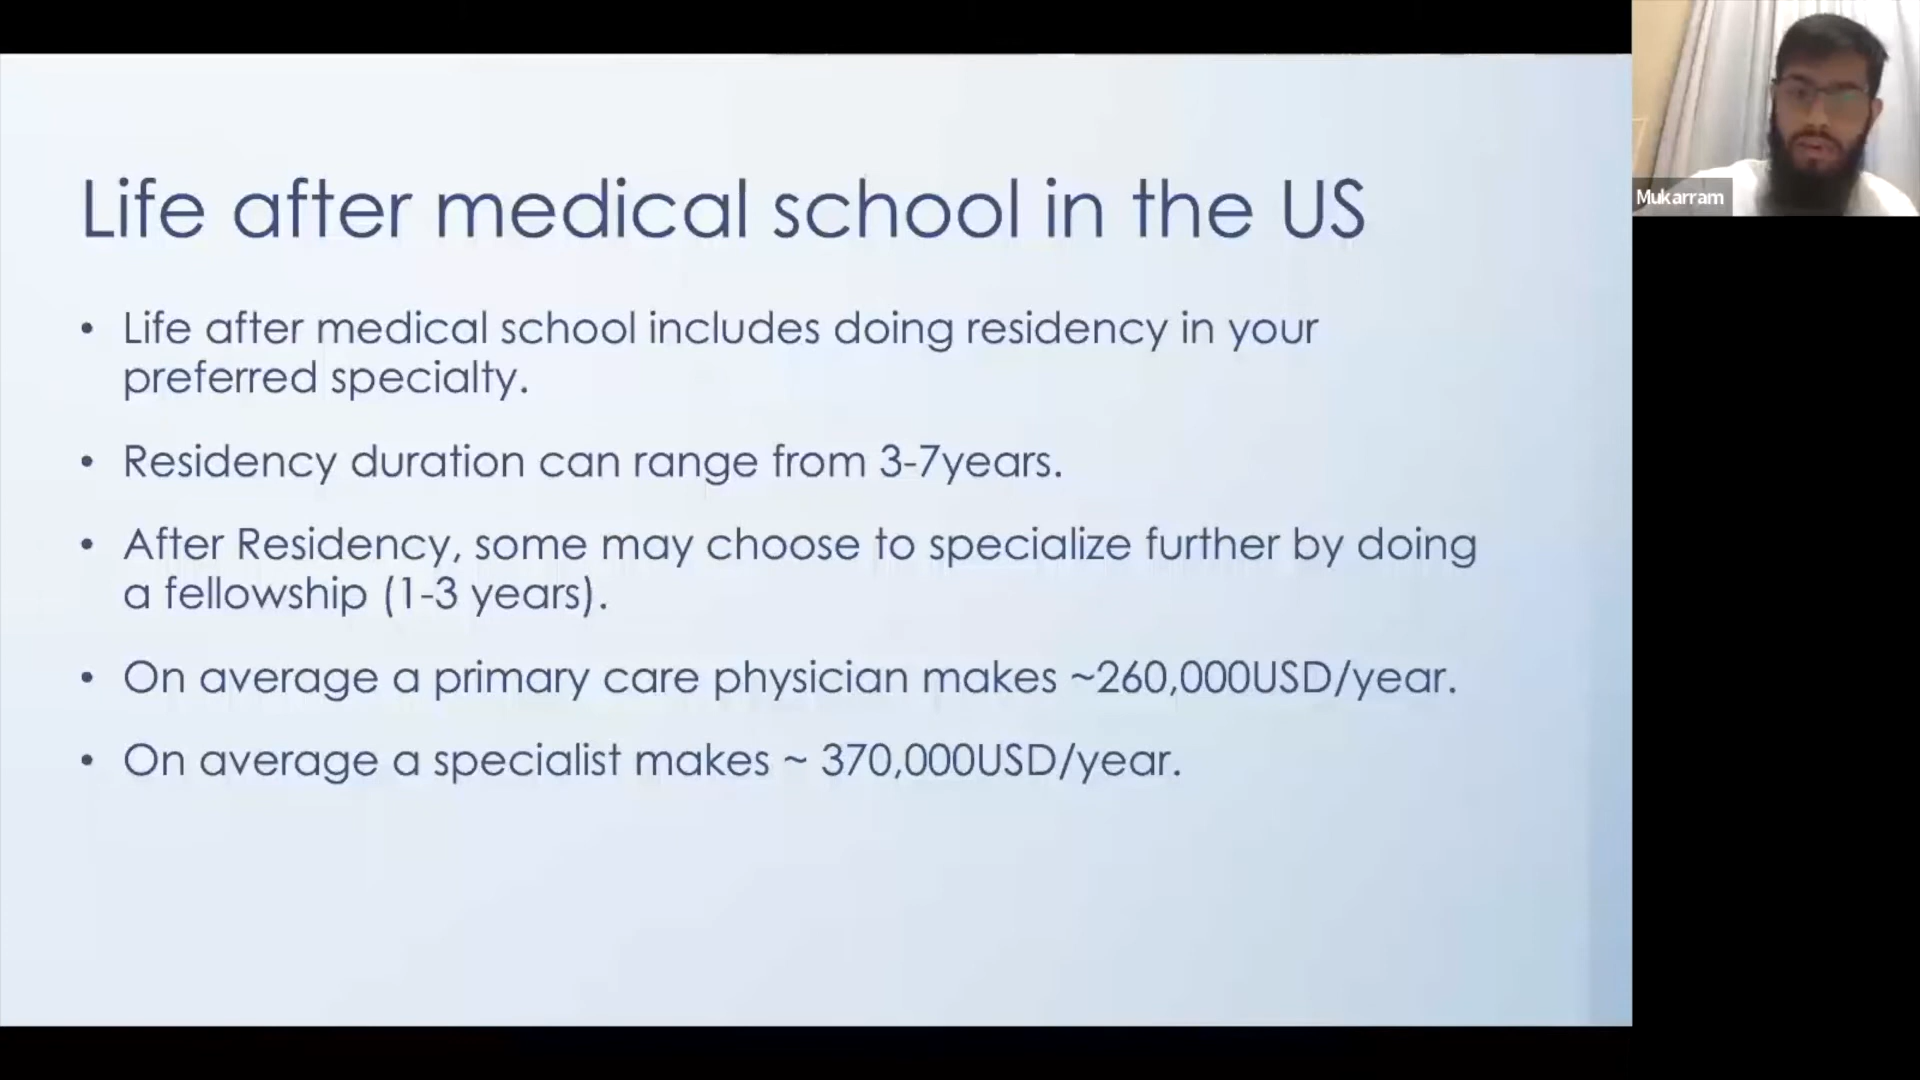 Life after medical school in the US
• Life after medical school includes doing residency in your
preferred specialty.
• Residency duration can range from 3-7years.
• After Residency, some may choose to specialize further by doing
a fellowship (1-3 years).
• On average a primary care physician makes ~260,000USD/year.
• On average a specialist makes ~ 370,000USD/year.
Mukarram